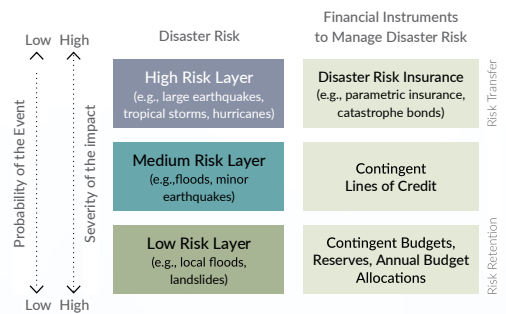 Financial Instruments
to Manage Disaster Risk
Disaster Risk
Low High
Probability of the Event
Severity of the impact
High Risk Layer
(e.g., large earthquakes,
tropical storms, hurricanes)
Disaster Risk Insurance
(e.g., parametric insurance,
catastrophe bonds)
Risk Transfer
Medium Risk Layer
(e.g.,floods, minor
earthquakes)
Contingent
Lines of Credit
Low Risk Layer
(e.g., local floods,
landslides)
Contingent Budgets,
Reserves, Annual Budget
Allocations
Risk Retention
Low High